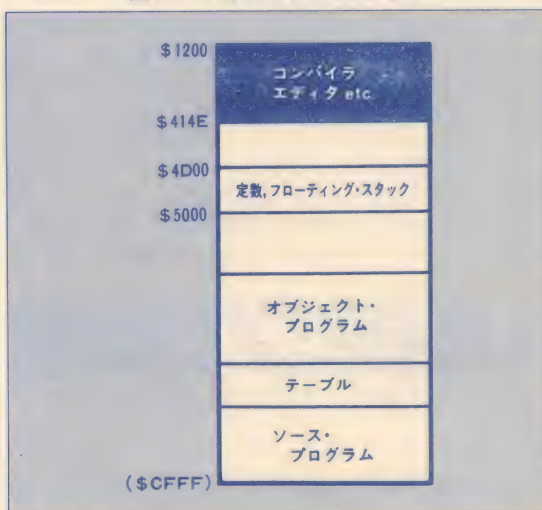 $1200
コンパイラ
エディタ etc
$414E
$4D00
定数,フローティング・スタック
$5000
オブジェクト・
プログラム
テーブル
ソース・
プログラム
($CFFF)